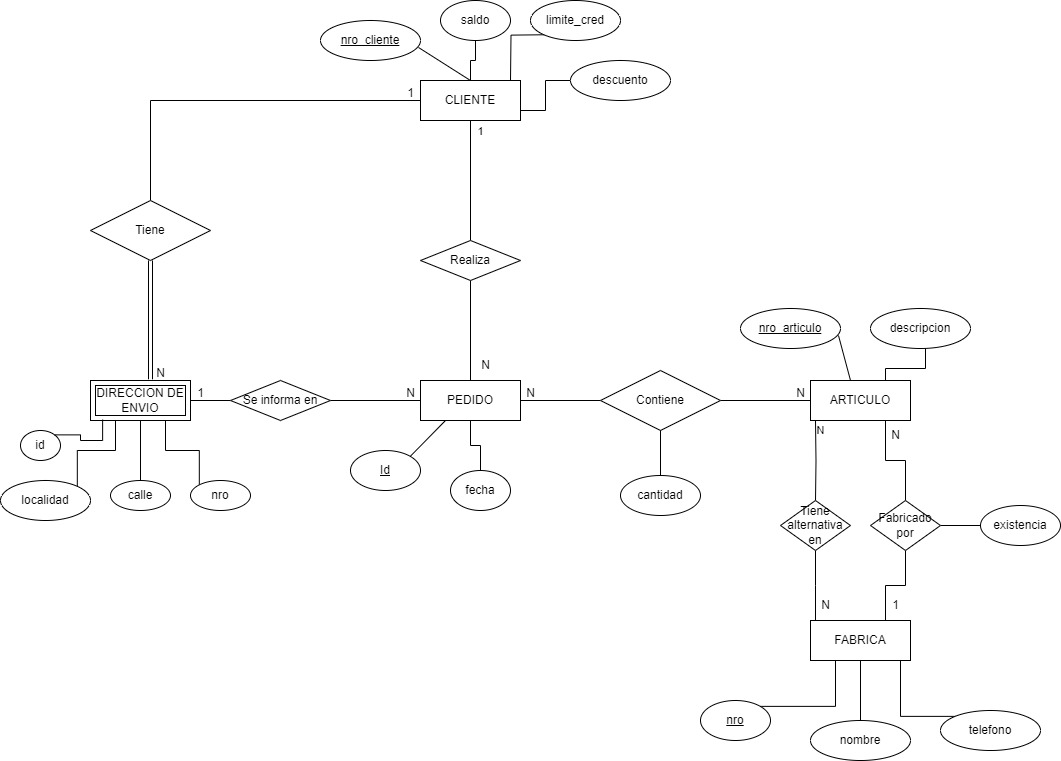 saldo
limite_cred
nro_cliente
descuento
1
CLIENTE
1
Tiene
Realiza
nro_articulo
descripcion
N
N
DIRECCION DE
ENVIO
1
Se informa en
N
PEDIDO
N
Contiene
N
ARTICULO
N
N
id
localidad
calle
nro
Id
fecha
cantidad
Tiene
alternativa
en
Fabricado
por
existencia
N
1
FABRICA
nro
nombre
telefono